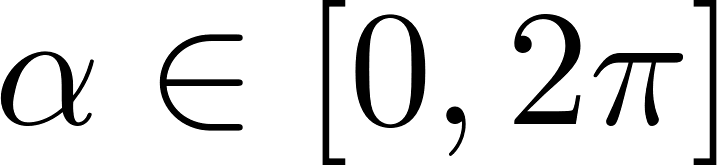 α ∈ [0, 2π]